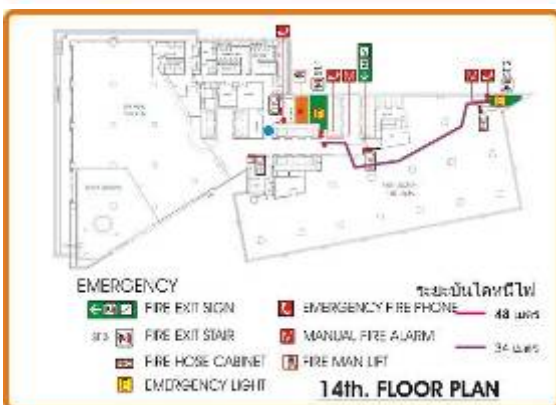 EMERGENCY
FIRE EXIT SIGN
FIRE EXIT STAIR
FIRE HOSE CABINET
EMERGENCY LIGHT
EMERGENCY FIRE PHONE
MANUAL FIRE ALARM
FIRE MAN LIFT
ระยะบันไดหนีไฟ
48 เมตร
34 เมตร
14th. FLOOR PLAN